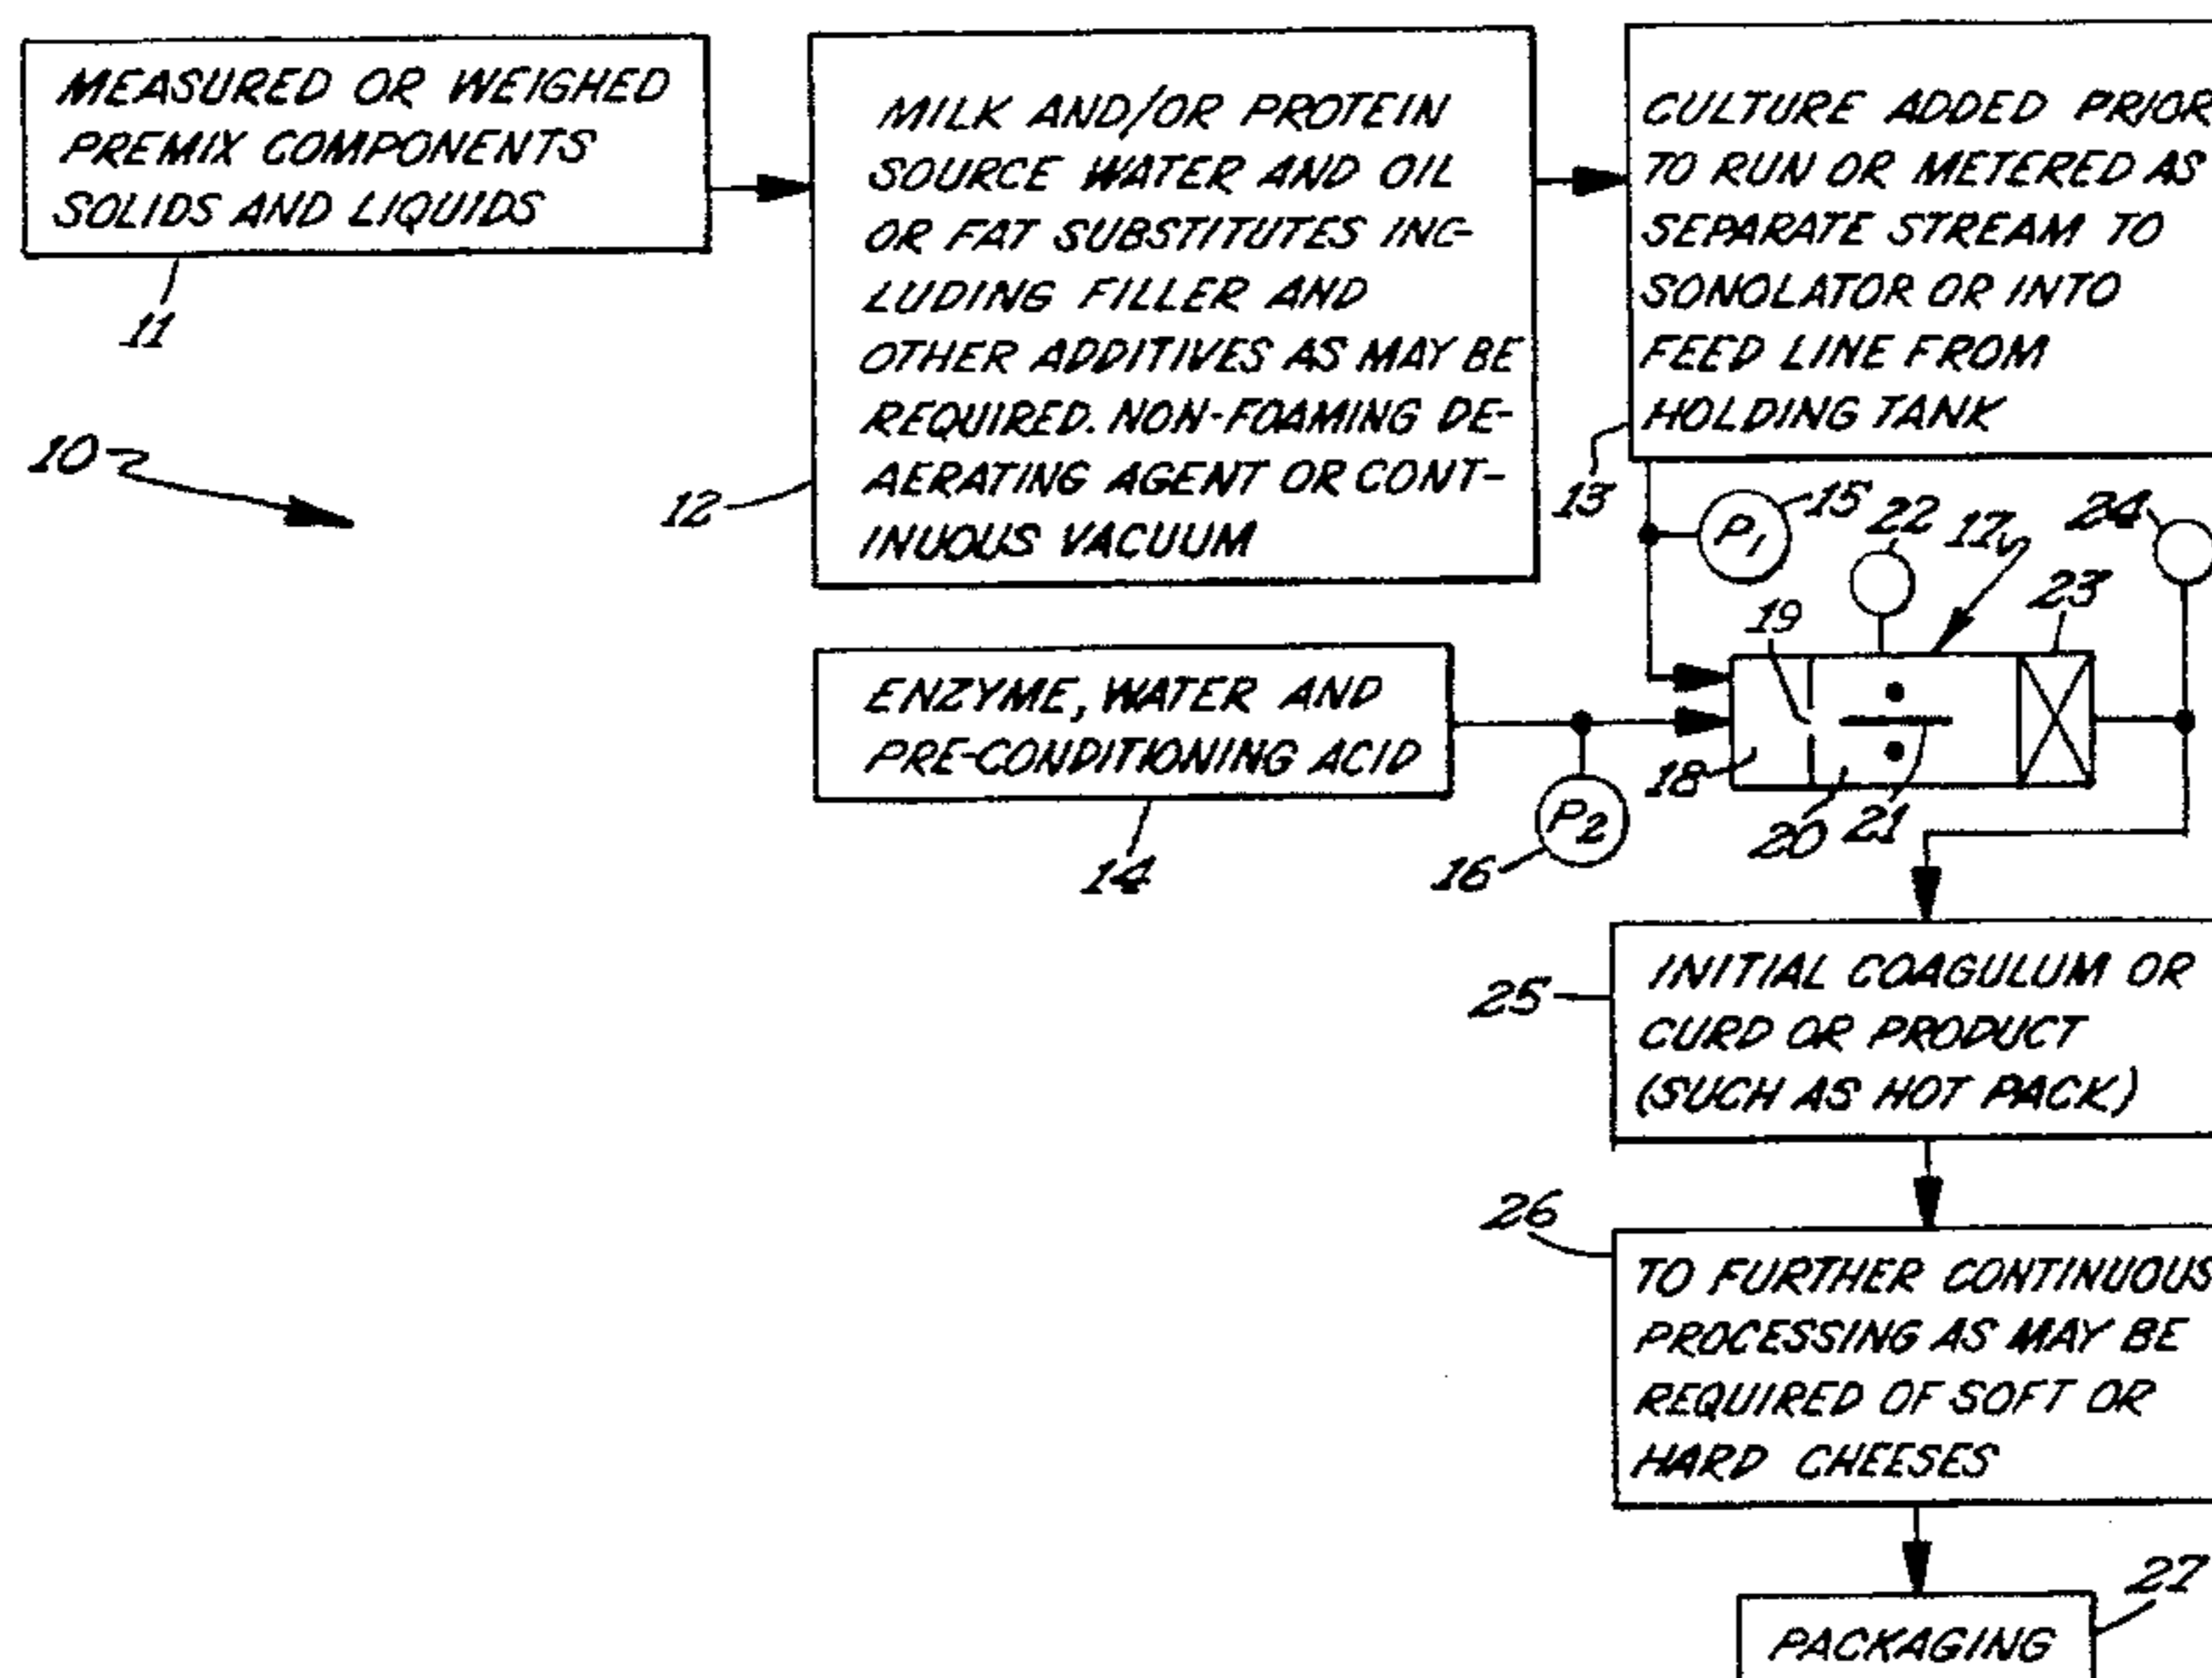 MEASURED OR WEIGHED
PREMIX COMPONENTS
SOLIDS AND LIQUIDS
11
10
MILK AND/OR PROTEIN
SOURCE WATER AND OIL
OR FAT SUBSTITUTES INC-
LUDING FILLER AND
OTHER ADDITIVES AS MAY BE
REQUIRED. NON-FOAMING DE-
AERATING AGENT OR CONT-
INUOUS VACUUM
12
CULTURE ADDED PRIOR
TO RUN OR METERED AS
SEPARATE STREAM TO
SONOLATOR OR INTO
FEED LINE FROM
HOLDING TANK
13
P1
15
22
17
24
23
19
ENZYME, WATER AND
PRE-CONDITIONING ACID
14
P2
16
18
20
21
INITIAL COAGULUM OR
CURD OR PRODUCT
(SUCH AS HOT PACK)
25
TO FURTHER CONTINUOUS
PROCESSING AS MAY BE
REQUIRED OF SOFT OR
HARD CHEESES
26
27
PACKAGING